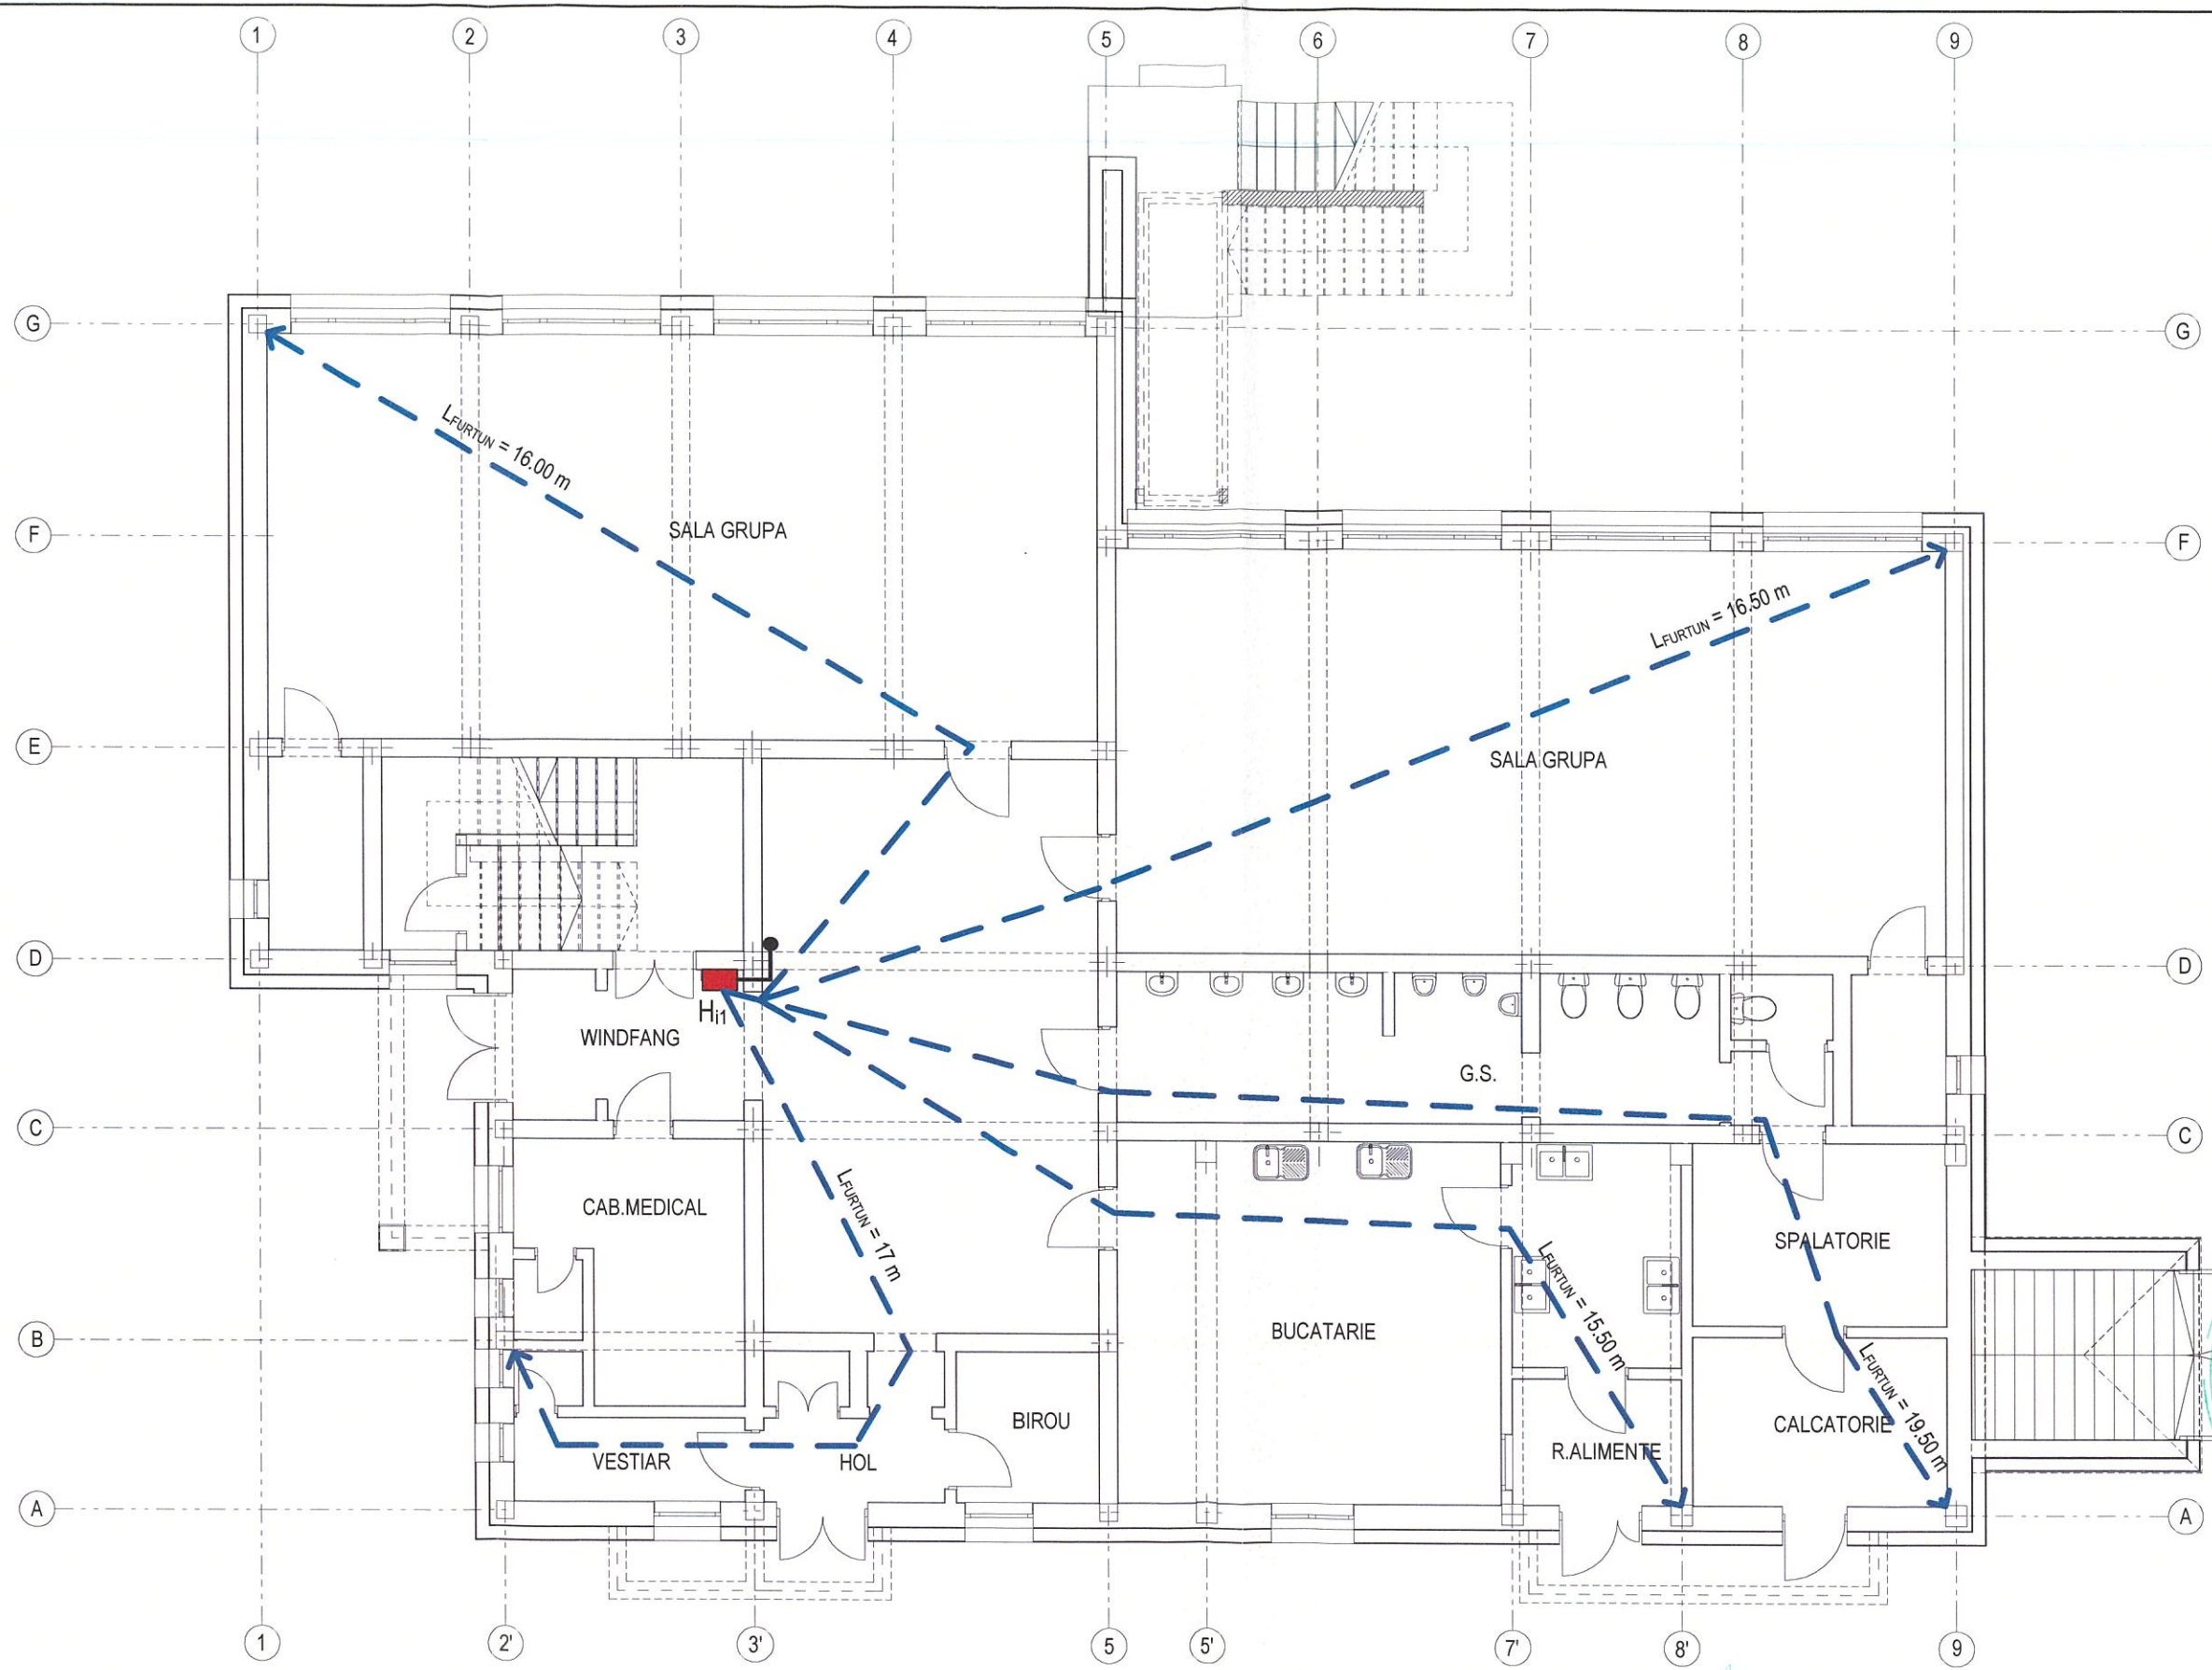 1 2 3 4 5 6 7 8 9
G G
LFURTUN = 16.00 m
F F
SALA GRUPA
LFURTUN = 16.50 m
E
SALA GRUPA
D D
Hi1
WINDFANG
G.S.
C C
LFURTUN = 17 m
CAB.MEDICAL
SPALATORIE
LFURTUN = 15.50 m
B
BUCATARIE
LFURTUN = 19.50 m
BIROU
CALCATORIE
VESTIAR
HOL
R.ALIMENTE
A A
1 2' 3' 5 5' 7' 8' 9